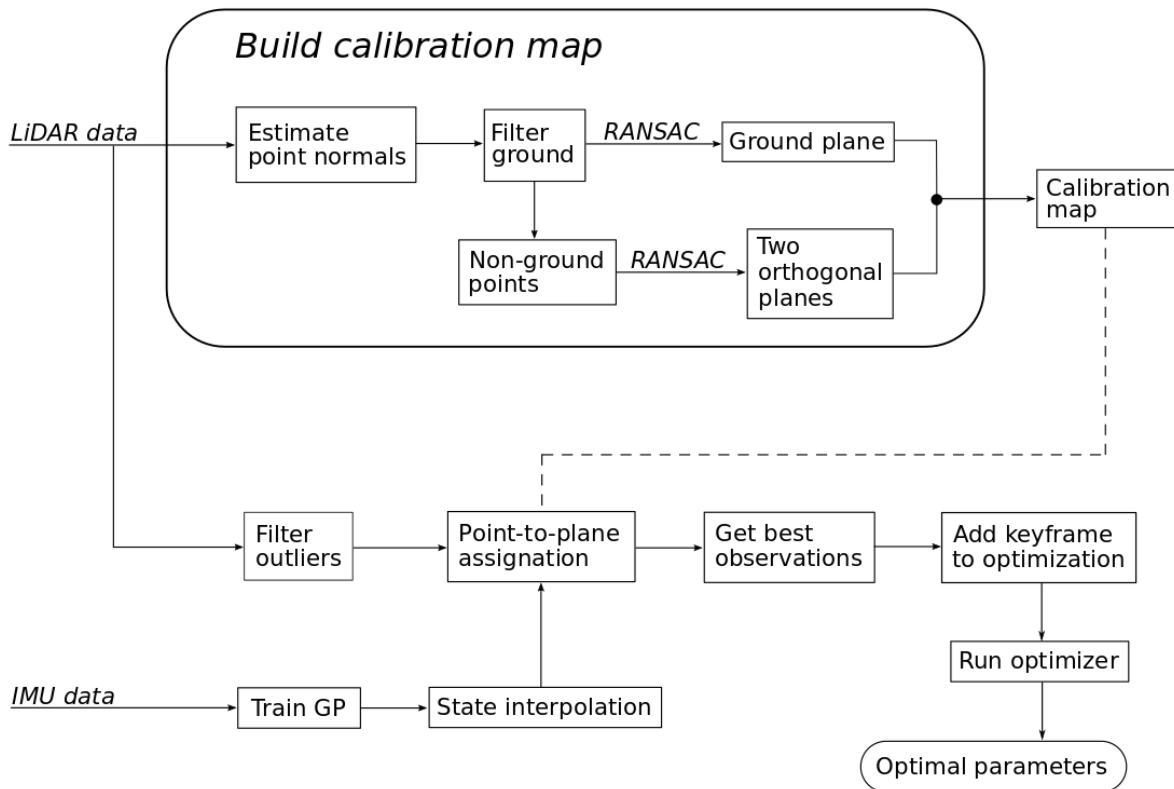 Build calibration map
LiDAR data
Estimate
point normals
Filter
ground
RANSAC
Ground plane
Calibration
map
Non-ground
points
RANSAC
Two
orthogonal
planes
Filter
outliers
Point-to-plane
assignation
Get best
observations
Add keyframe
to optimization
Run optimizer
IMU data
Train GP
State interpolation
Optimal parameters